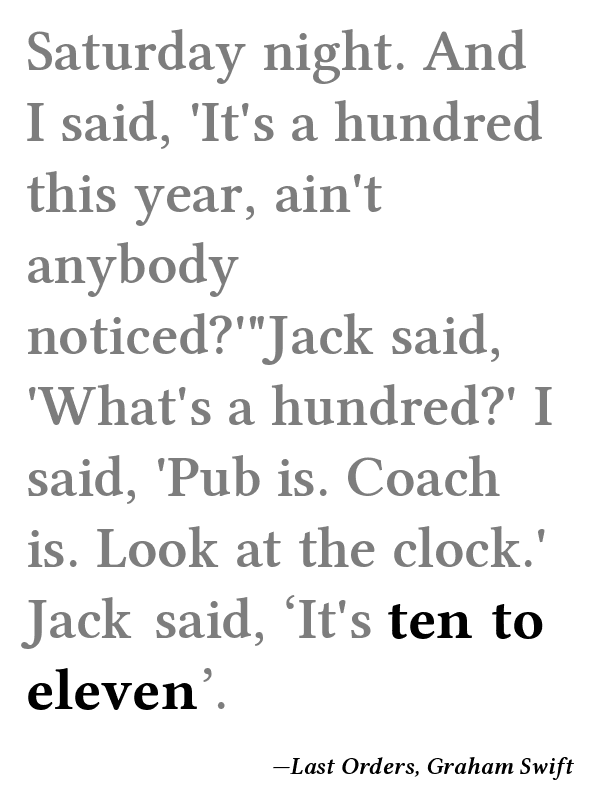 Saturday night. And
I said, 'It's a hundred
this year, ain't
anybody
noticed?'"Jack said,
'What's a hundred?' I
said, 'Pub is. Coach
is. Look at the clock.'
Jack said, ‘It's ten to
eleven’.
—Last Orders, Graham Swift